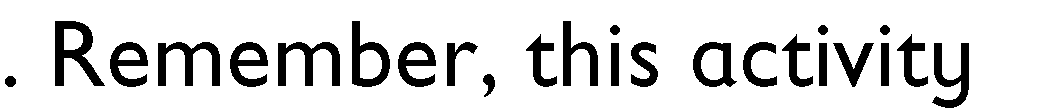 . Remember, this activity